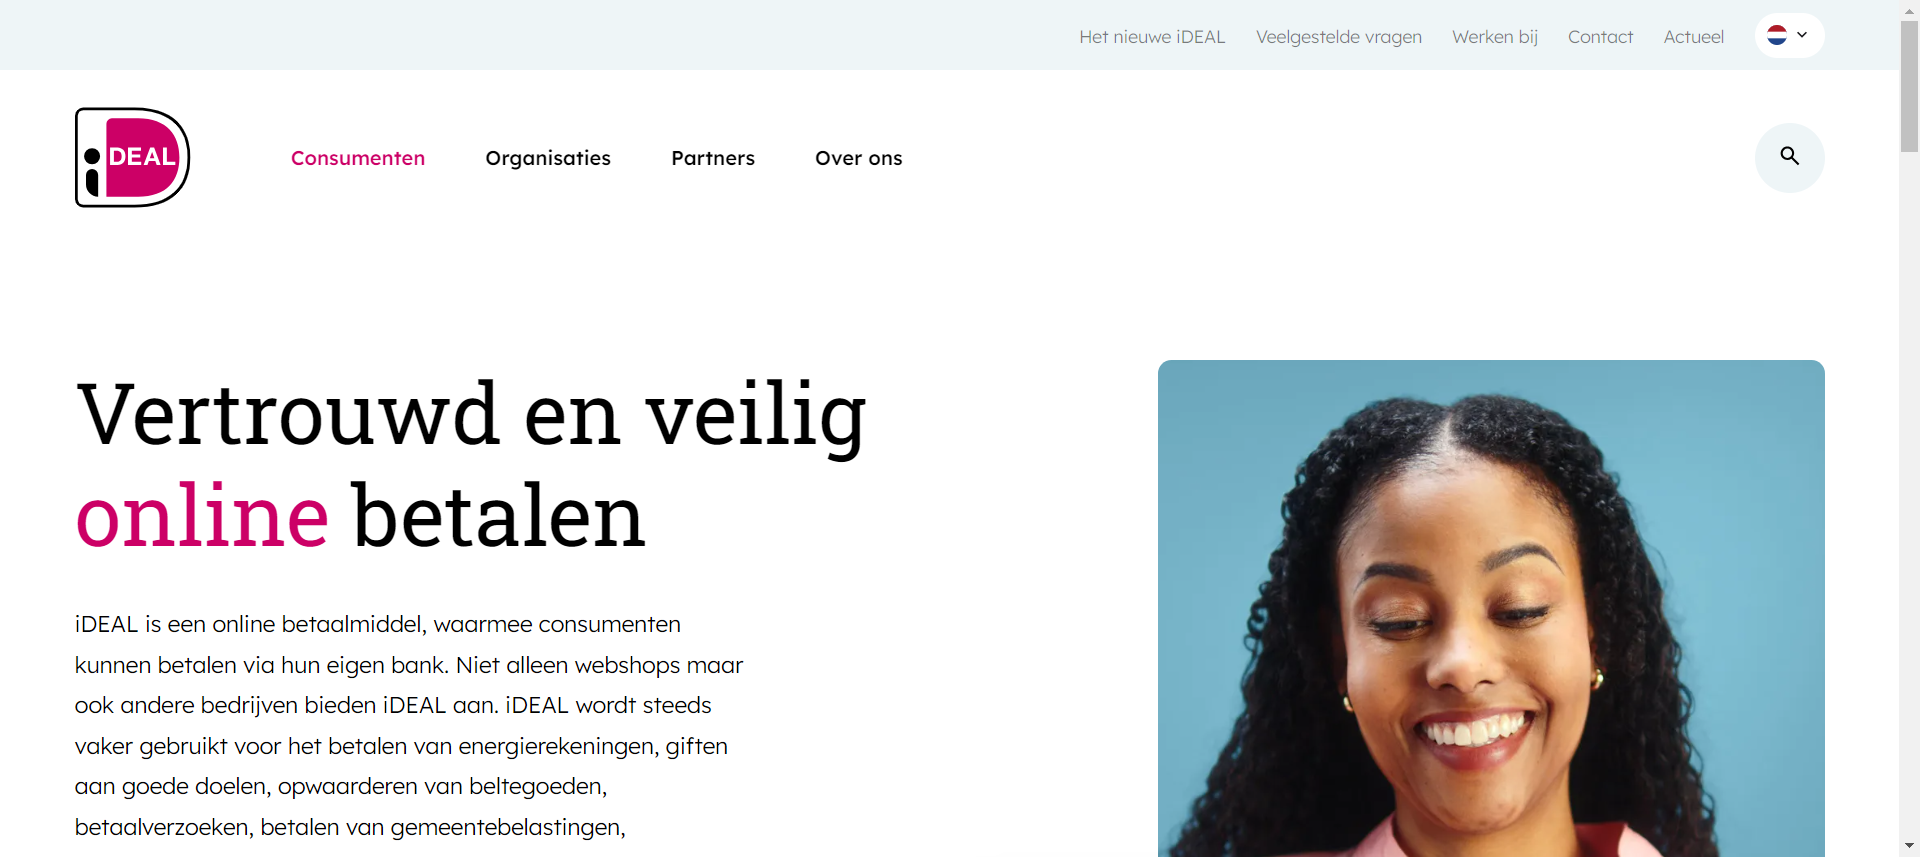 Het nieuwe iDEAL Veelgestelde vragen Werken bij Contact Actueel
iDEAL
Consumenten Organisaties Partners Over ons
Vertrouwd en veilig
online betalen
iDEAL is een online betaalmiddel, waarmee consumenten
kunnen betalen via hun eigen bank. Niet alleen webshops maar
ook andere bedrijven bieden iDEAL aan. iDEAL wordt steeds
vaker gebruikt voor het betalen van energierekeningen, giften
aan goede doelen, opwaarderen van beltegoeden,
betaalverzoeken, betalen van gemeentebelastingen,